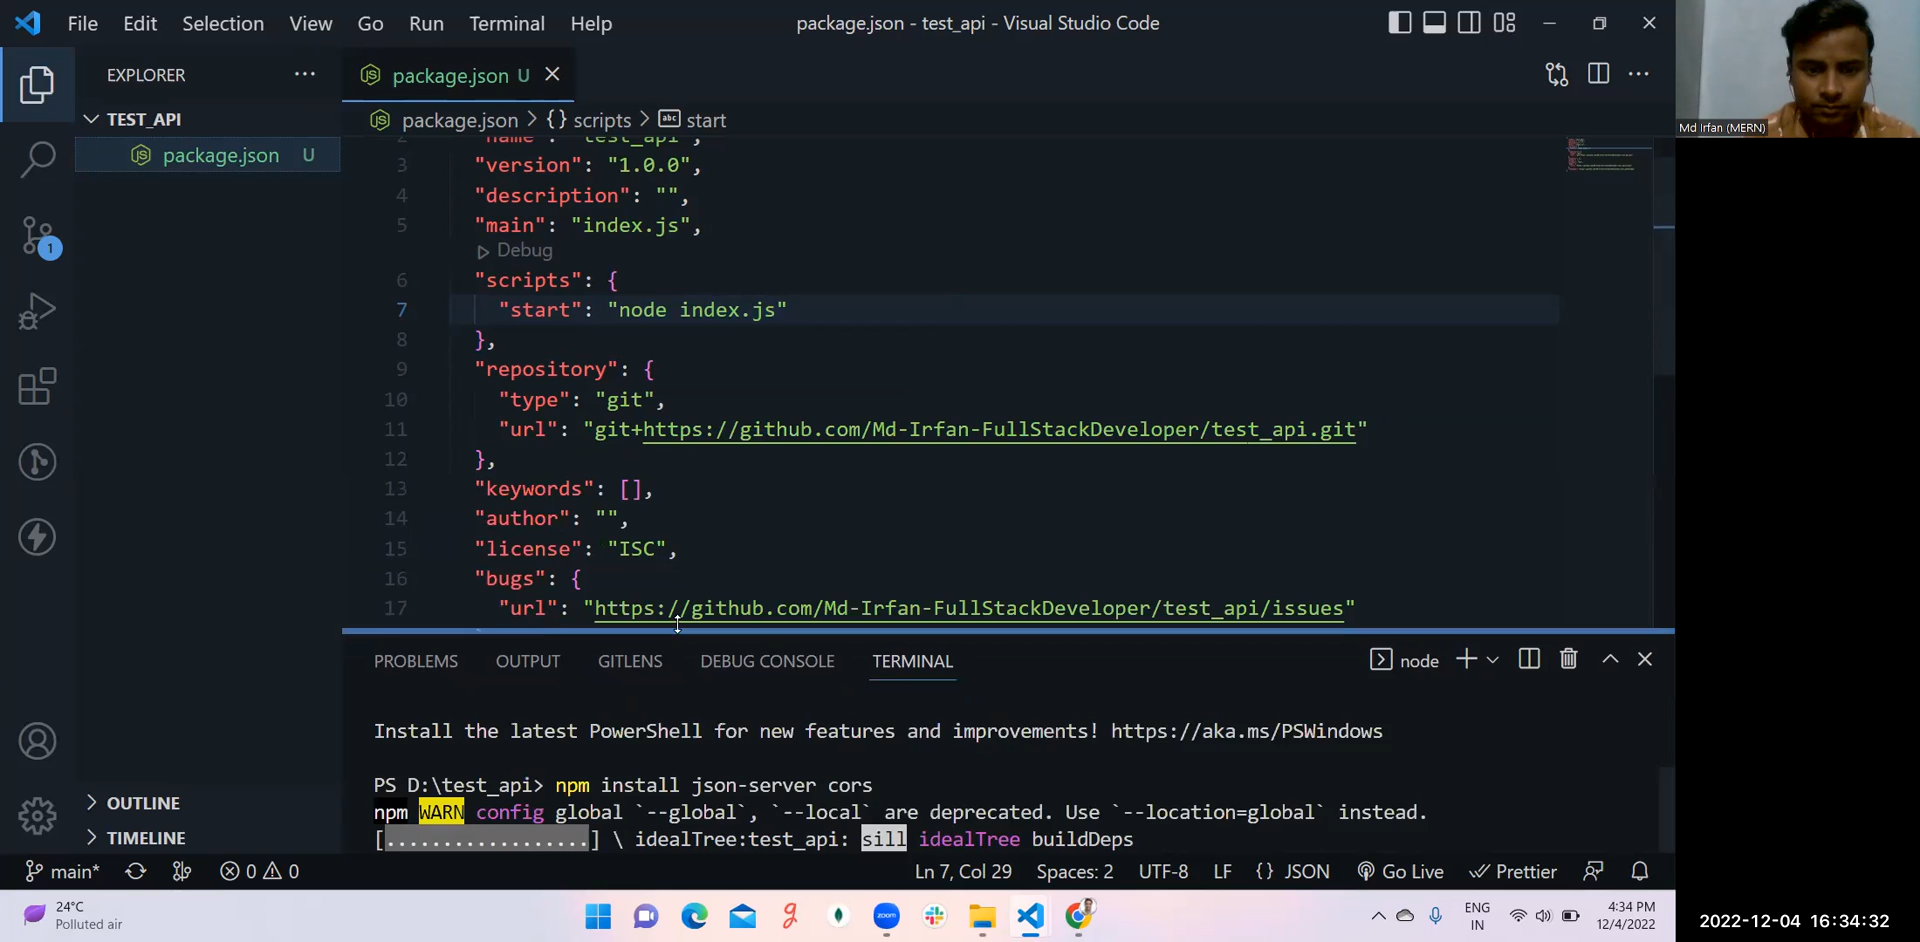 File Edit Selection View Go Run Terminal Help
package.json - test_api - Visual Studio Code
EXPLORER
TEST_API
package.json U
1
OUTLINE
TIMELINE
package.json U
package.json > {} scripts > abc start
2 "name": "test_api",
3 "version": "1.0.0",
4 "description": "",
5 "main": "index.js",
Debug
6 "scripts": {
7 "start": "node index.js"
8 },
9 "repository": {
10 "type": "git",
11 "url": "git+https://github.com/Md-Irfan-FullStackDeveloper/test_api.git"
12 },
13 "keywords": [],
14 "author": "",
15 "license": "ISC",
16 "bugs": {
17 "url": "https://github.com/Md-Irfan-FullStackDeveloper/test_api/issues"
PROBLEMS OUTPUT GITLENS DEBUG CONSOLE TERMINAL
node
Install the latest PowerShell for new features and improvements! https://aka.ms/PSWindows
PS D:\test_api> npm install json-server cors
npm WARN config global `--global`, `--local` are deprecated. Use `--location=global` instead.
[..................] \ idealTree:test_api: sill idealTree buildDeps
main* 0 0 Ln 7, Col 29 Spaces: 2 UTF-8 LF {} JSON Go Live Prettier
24°C
Polluted air
zoom
ENG
IN
4:34 PM
12/4/2022
Md Irfan (MERN)
2022-12-04 16:34:32